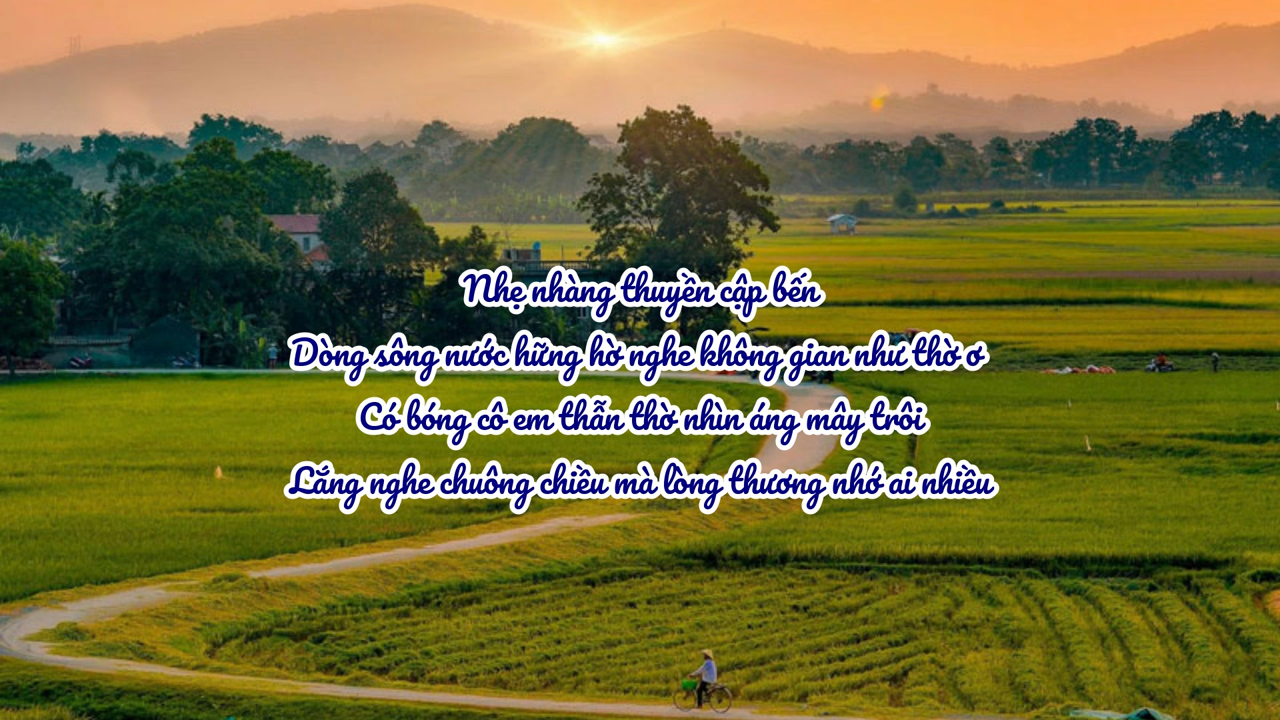 Nhẹ nhàng thuyền cập bến
Dòng sông nước hững hờ nghe không gian như thờ ơ
Có bóng cô em thẫn thờ nhìn áng mây trôi
Lắng nghe chuông chiều mà lòng thương nhớ ai nhiều